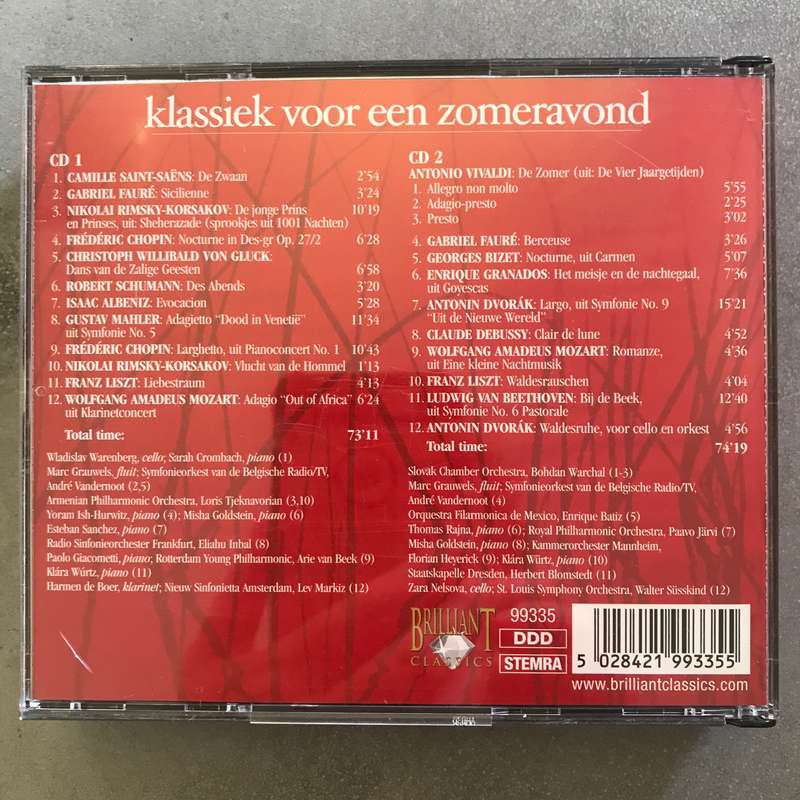 klassiek voor een zomeravond
CD 1
1. CAMILLE SAINT-SAËNS: De Zwaan 2'54
2. GABRIEL FAURÉ: Sicilienne 3'24
3. NIKOLAI RIMSKY-KORSAKOV: De jonge Prins 10'19
en Prinses, uit: Sheherazade (sprookjes uit 1001 Nachten)
4. FRÉDÉRIC CHOPIN: Nocturne in Des-gr Op. 27/2 6'28
5. CHRISTOPH WILLIBALD VON GLUCK:
Dans van de Zalige Geesten 6'58
6. ROBERT SCHUMANN: Des Abends 3'20
7. ISAAC ALBENIZ: Evocacion 5'28
8. GUSTAV MAHLER: Adagietto "Dood in Venetië" 11'34
uit Symfonie No. 5
9. FRÉDÉRIC CHOPIN: Larghetto, uit Pianoconcert No. 1 10'43
10. NIKOLAI RIMSKY-KORSAKOV: Vlucht van de Hommel 1'13
11. FRANZ LISZT: Liebestraum 4'13
12. WOLFGANG AMADEUS MOZART: Adagio "Out of Africa" 6'24
uit Klarinetconcert
Total time: 73'11
Wladislav Warenberg, cello; Sarah Crombach, piano (1)
Marc Grauwels, fluit; Symfonieorkest van de Belgische Radio/TV,
André Vandernoot (2,5)
Armenian Philharmonic Orchestra, Loris Tjeknavorian (3,10)
Yoram Ish-Hurwitz, piano (4); Misha Goldstein, piano (6)
Esteban Sanchez, piano (7)
Radio Sinfonieorchester Frankfurt, Eliahu Inbal (8)
Paolo Giacometti, piano; Rotterdam Young Philharmonic, Arie van Beek (9)
Klára Würtz, piano (11)
Harmen de Boer, klarinet; Nieuw Sinfonietta Amsterdam, Lev Markiz (12)
CD 2
ANTONIO VIVALDI: De Zomer (uit: De Vier Jaargetijden)
1. Allegro non molto 5'55
2. Adagio-presto 2'25
3. Presto 3'02
4. GABRIEL FAURÉ: Berceuse 3'26
5. GEORGES BIZET: Nocturne, uit Carmen 5'07
6. ENRIQUE GRANADOS: Het meisje en de nachtegaal, 7'36
uit Goyescas
7. ANTONIN DVORÁK: Largo, uit Symfonie No. 9 15'21
"Uit de Nieuwe Wereld"
8. CLAUDE DEBUSSY: Clair de lune 4'52
9. WOLFGANG AMADEUS MOZART: Romanze, 4'36
uit Eine kleine Nachtmusik
10. FRANZ LISZT: Waldesrauschen 4'04
11. LUDWIG VAN BEETHOVEN: Bij de Beek, 12'40
uit Symfonie No. 6 Pastorale
12. ANTONIN DVORÁK: Waldesruhe, voor cello en orkest 4'56
Total time: 74'19
Slovak Chamber Orchestra, Bohdan Warchal (1-3)
Marc Grauwels, fluit; Symfonieorkest van de Belgische Radio/TV,
André Vandernoot (4)
Orquestra Filarmonica de Mexico, Enrique Batiz (5)
Thomas Rajna, piano (6); Royal Philharmonic Orchestra, Paavo Järvi (7)
Misha Goldstein, piano (8); Kammerorchester Mannheim,
Florian Heyerick (9); Klára Würtz, piano (10)
Staatskapelle Dresden, Herbert Blomstedt (11)
Zara Nelsova, cello; St. Louis Symphony Orchestra, Walter Süsskind (12)
BRILLIANT
CLASSICS
99335
DDD
STEMRA
5 028421 993355
www.brilliantclassics.com